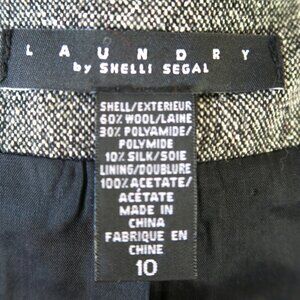 LAUNDRY
by SHELLI SEGAL
SHELL/EXTERIEUR
60% WOOL/LAINE
30% POLYAMIDE/
POLYMIDE
10% SILK/SOIE
LINING/DOUBLURE
100% ACETATE/
ACÉTATE
MADE IN
CHINA
FABRIQUE EN
CHINE
10